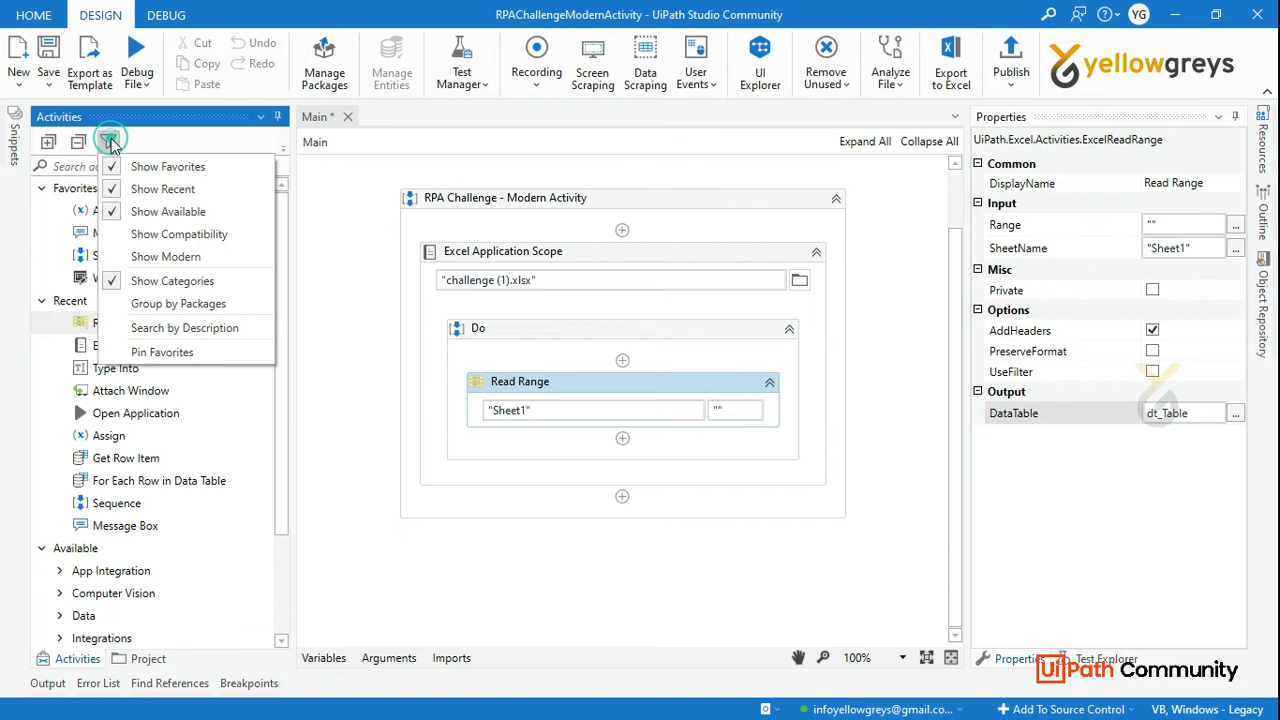 HOME DESIGN DEBUG
RPAChallengeModernActivity - UiPath Studio Community
YG
New
Save
Export as Template
Debug File
Cut
Copy
Paste
Undo
Redo
Manage Packages
Manage Entities
Test Manager
Recording
Screen Scraping
Data Scraping
User Events
UI Explorer
Remove Unused
Analyze File
Export to Excel
Publish
yellowgreys
Snippets
Activities
Search
Favorites
Show Favorites
Show Recent
Show Available
Show Compatibility
Show Modern
Show Categories
Group by Packages
Search by Description
Pin Favorites
Recent
Type Into
Attach Window
Open Application
Assign
Get Row Item
For Each Row in Data Table
Sequence
Message Box
Available
App Integration
Computer Vision
Data
Integrations
Activities Project
Main *
Main
Expand All Collapse All
RPA Challenge - Modern Activity
Excel Application Scope
"challenge (1).xlsx"
Do
Read Range
"Sheet1" ""
Variables Arguments Imports
100%
Properties
UiPath.Excel.Activities.ExcelReadRange
Common
DisplayName Read Range
Input
Range "" ...
SheetName "Sheet1" ...
Misc
Private
Options
AddHeaders
PreserveFormat
UseFilter
Output
DataTable dt_Table ...
Properties Test Explorer
UiPath Community
Resources
Outline
Object Repository
Output Error List Find References Breakpoints
infoyellowgreys@gmail.co...
Add To Source Control
VB, Windows - Legacy